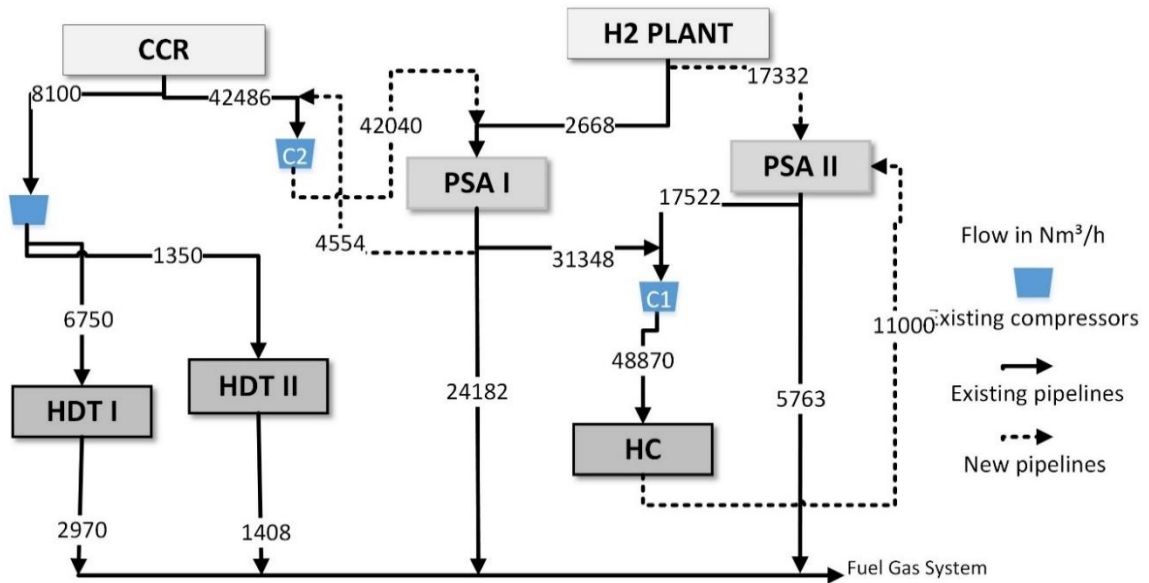 H2 PLANT
CCR
17332
8100
42486
42040
2668
C2
PSA I
PSA II
17522
4554
31348
1350
C1
Flow in Nm³/h
11000
Existing compressors
6750
48870
HDT I
HDT II
24182
5763
Existing pipelines
HC
New pipelines
2970
1408
Fuel Gas System